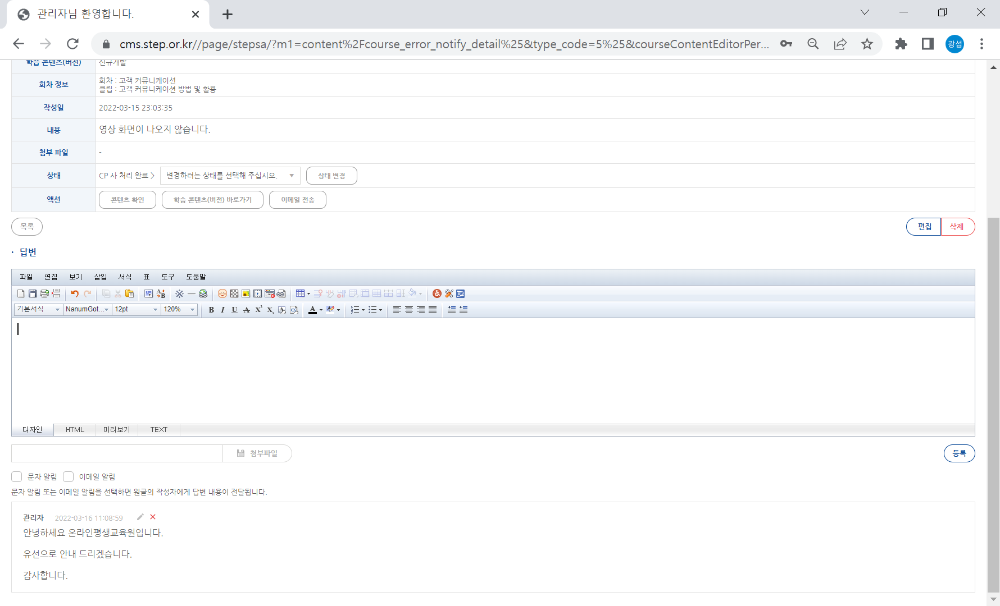 관리자님 환영합니다.
cms.step.or.kr//page/stepsa/?m1=content%2Fcourse_error_notify_detail%25&type_code=5%25&courseContentEditorPer...
광섭
학습 콘텐츠(버전) 신규개발
회차 정보
회차 : 고객 커뮤니케이션
클립 : 고객 커뮤니케이션 방법 및 활용
작성일 2022-03-15 23:03:35
내용 영상 화면이 나오지 않습니다.
첨부 파일 -
상태 CP 사 처리 완료 > 변경하려는 상태를 선택해 주십시오. 상태 변경
액션 콘텐츠 확인 학습 콘텐츠(버전) 바로가기 이메일 전송
목록 편집 삭제
· 답변
파일 편집 보기 삽입 서식 표 도구 도움말
기본서식 NanumGot... 12pt 120%
디자인 HTML 미리보기 TEXT
첨부파일 등록
문자 알림 이메일 알림
문자 알림 또는 이메일 알림을 선택하면 원글의 작성자에게 답변 내용이 전달됩니다.
관리자 2022-03-16 11:08:59
안녕하세요 온라인평생교육원입니다.
유선으로 안내 드리겠습니다.
감사합니다.